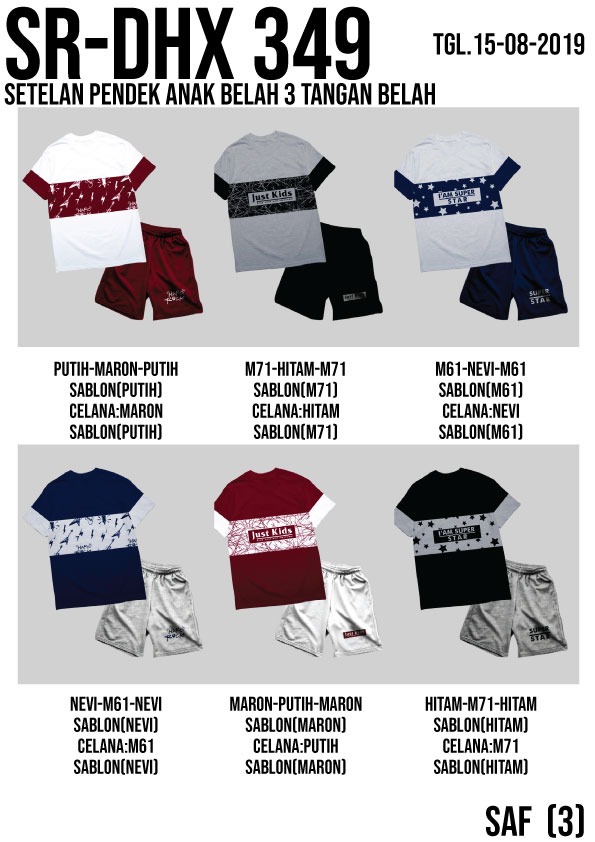 SR-DHX 349
TGL.15-08-2019
SETELAN PENDEK ANAK BELAH 3 TANGAN BELAH
Just Kids
I'AM SUPER
STAR
JUST KIDS
SUPER
STAR
PUTIH-MARON-PUTIH
SABLON(PUTIH)
CELANA:MARON
SABLON(PUTIH)
M71-HITAM-M71
SABLON(M71)
CELANA:HITAM
SABLON(M71)
M61-NEVI-M61
SABLON(M61)
CELANA:NEVI
SABLON(M61)
Just Kids
I'AM SUPER
STAR
JUST KIDS
SUPER
STAR
NEVI-M61-NEVI
SABLON(NEVI)
CELANA:M61
SABLON(NEVI)
MARON-PUTIH-MARON
SABLON(MARON)
CELANA:PUTIH
SABLON(MARON)
HITAM-M71-HITAM
SABLON(HITAM)
CELANA:M71
SABLON(HITAM)
SAF (3)